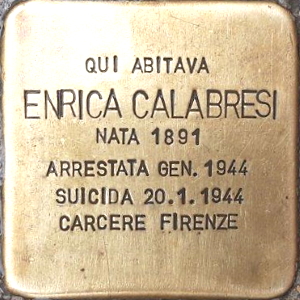 QUI ABITAVA
ENRICA CALABRESI
NATA 1891
ARRESTATA GEN. 1944
SUICIDA 20.1.1944
CARCERE FIRENZE